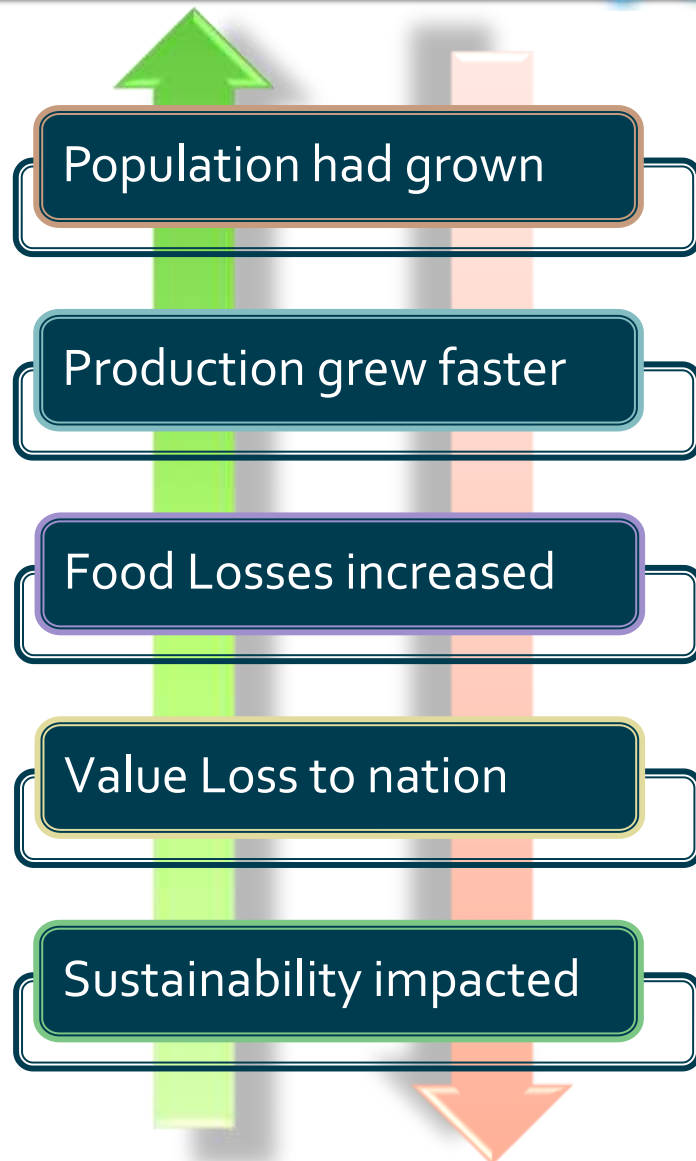 Population had grown
Production grew faster
Food Losses increased
Value Loss to nation
Sustainability impacted